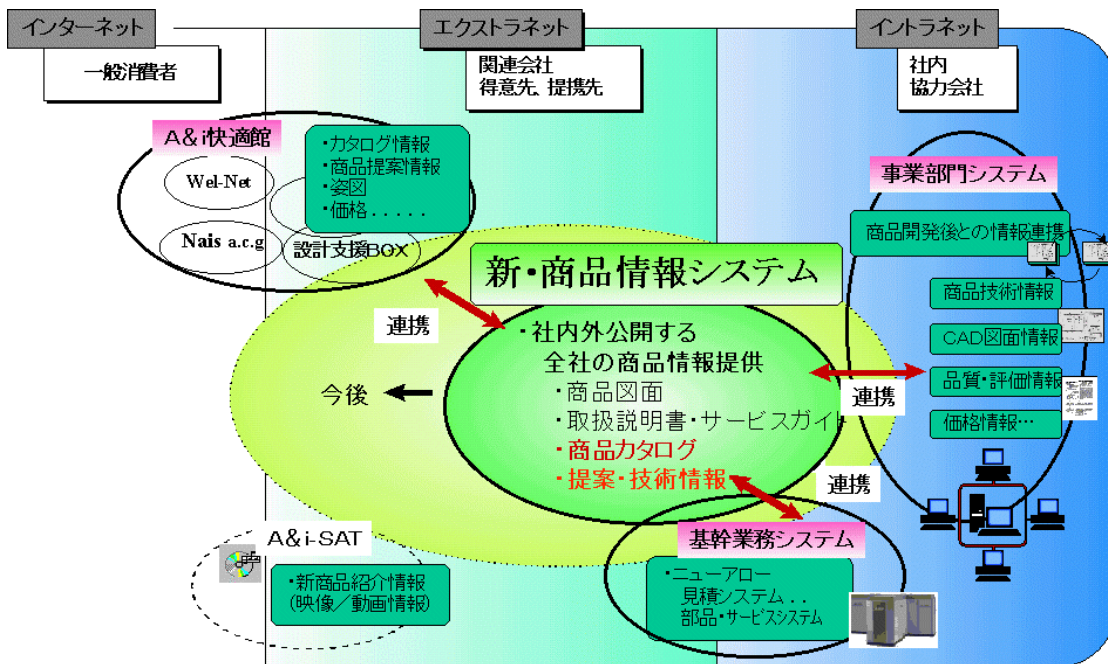 インターネット
一般消費者
エクストラネット
関連会社
得意先、提携先
イントラネット
社内
協力会社
A&i快適館
・カタログ情報
・商品提案情報
・姿図
・価格．．．．．
Wel-Net
Nais a.c.g
設計支援BOX
事業部門システム
商品開発後との情報連携
商品技術情報
CAD図面情報
品質・評価情報
価格情報…
新・商品情報システム
連携
・社内外公開する
全社の商品情報提供
・商品図面
・取扱説明書・サービスガイド
・商品カタログ
・提案・技術情報
今後
連携
連携
A&i-SAT
・新商品紹介情報
(映像／動画情報)
基幹業務システム
・ニューアロー
見積システム．．
部品・サービスシステム